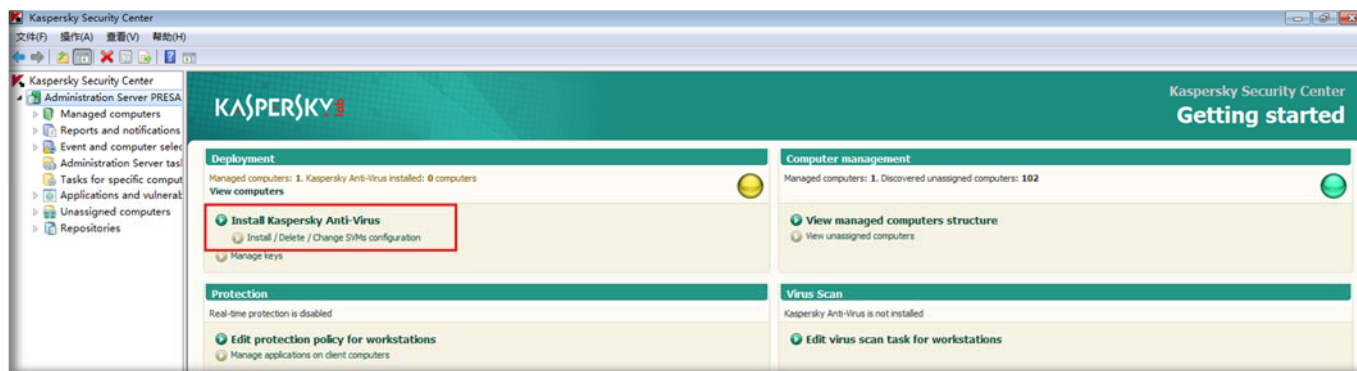 Kaspersky Security Center
文件(F) 操作(A) 查看(V) 帮助(H)
Kaspersky Security Center
Administration Server PRESA
Managed computers
Reports and notifications
Event and computer selec
Administration Server tasl
Tasks for specific comput
Applications and vulnerab
Unassigned computers
Repositories
KASPERSKY lab
Kaspersky Security Center
Getting started
Deployment
Managed computers: 1. Kaspersky Anti-Virus installed: 0 computers
View computers
Install Kaspersky Anti-Virus
Install / Delete / Change SVMs configuration
Manage keys
Computer management
Managed computers: 1. Discovered unassigned computers: 102
View managed computers structure
View unassigned computers
Protection
Real-time protection is disabled
Edit protection policy for workstations
Manage applications on client computers
Virus Scan
Kaspersky Anti-Virus is not installed
Edit virus scan task for workstations